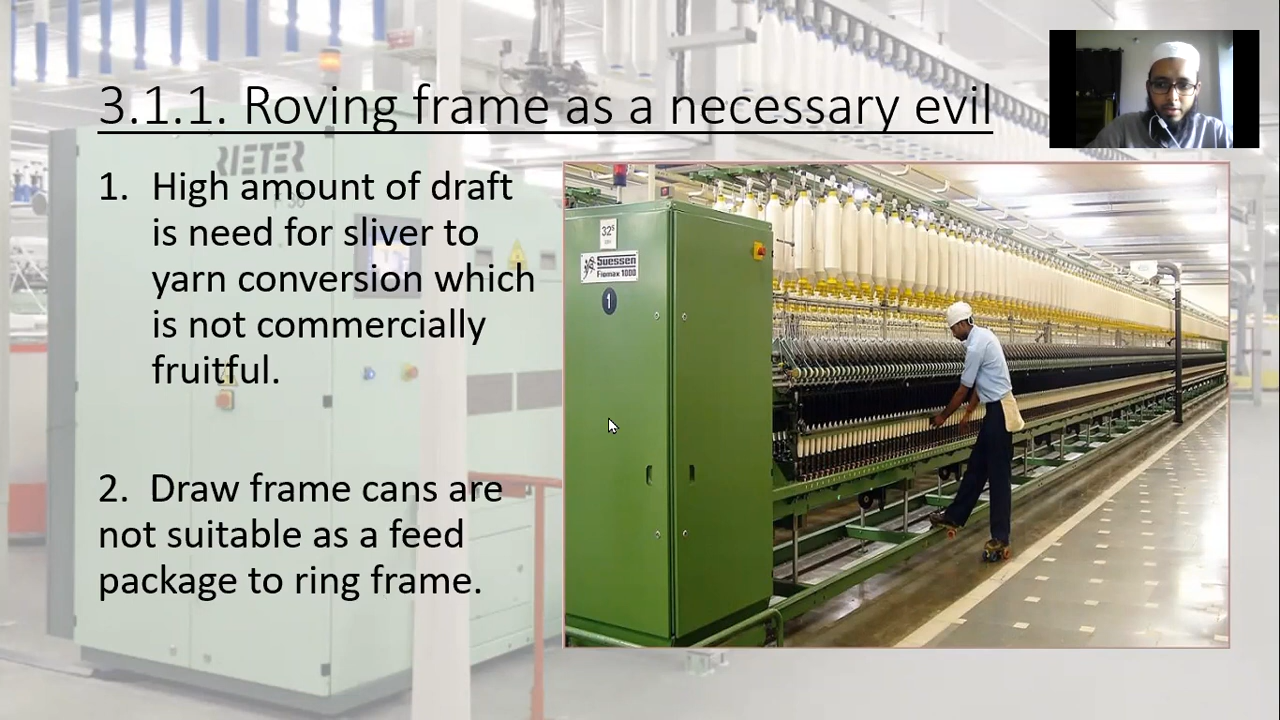 3.1.1. Roving frame as a necessary evil
RIETER
1. High amount of draft
is need for sliver to
yarn conversion which
is not commercially
fruitful.
2. Draw frame cans are
not suitable as a feed
package to ring frame.
32s
Suessen
Fiomax 1000
1